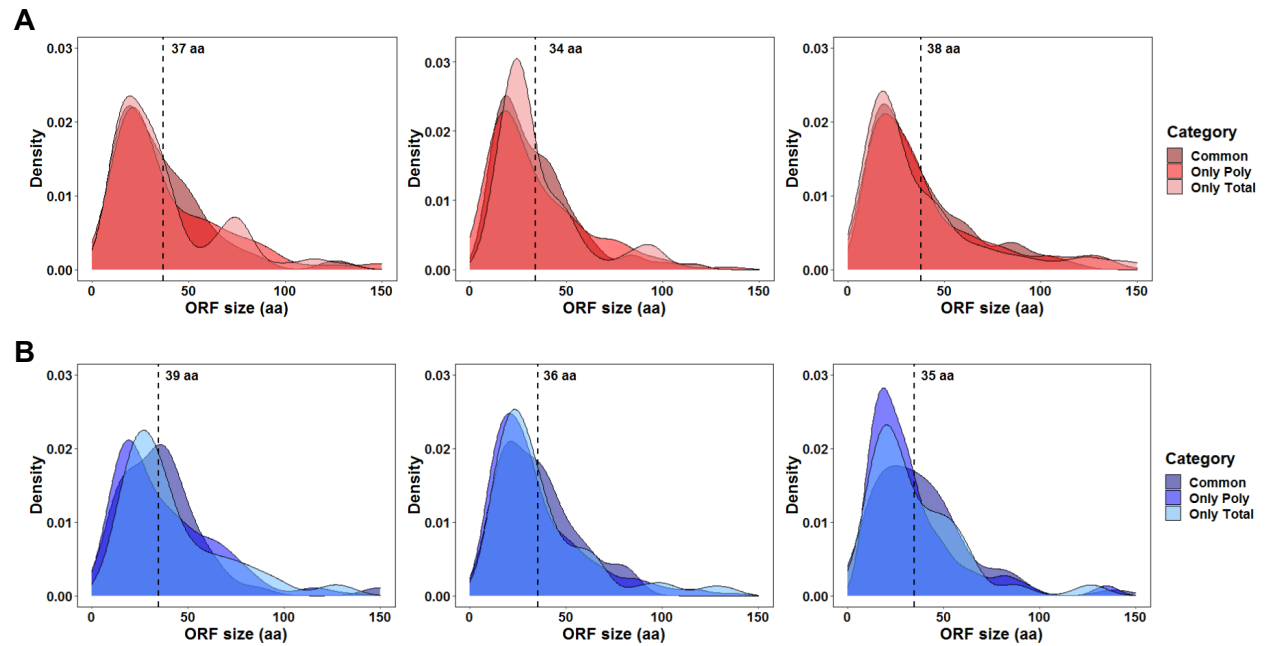 A
37 aa
34 aa
38 aa
0.03
0.02
0.01
0.00
Density
0 50 100 150
ORF size (aa)
0.03
0.02
0.01
0.00
Density
0 50 100 150
ORF size (aa)
0.03
0.02
0.01
0.00
Density
0 50 100 150
ORF size (aa)
Category
Common
Only Poly
Only Total
B
39 aa
36 aa
35 aa
0.03
0.02
0.01
0.00
Density
0 50 100 150
ORF size (aa)
0.03
0.02
0.01
0.00
Density
0 50 100 150
ORF size (aa)
0.03
0.02
0.01
0.00
Density
0 50 100 150
ORF size (aa)
Category
Common
Only Poly
Only Total